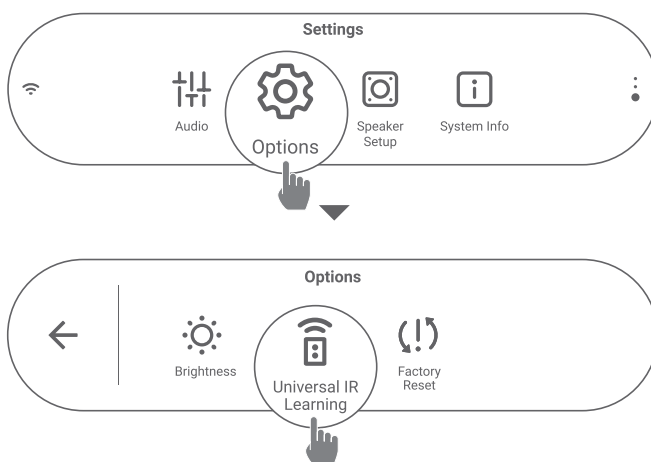 Settings
Audio
Options
Speaker
Setup
System Info
Options
Brightness
Universal IR
Learning
Factory
Reset